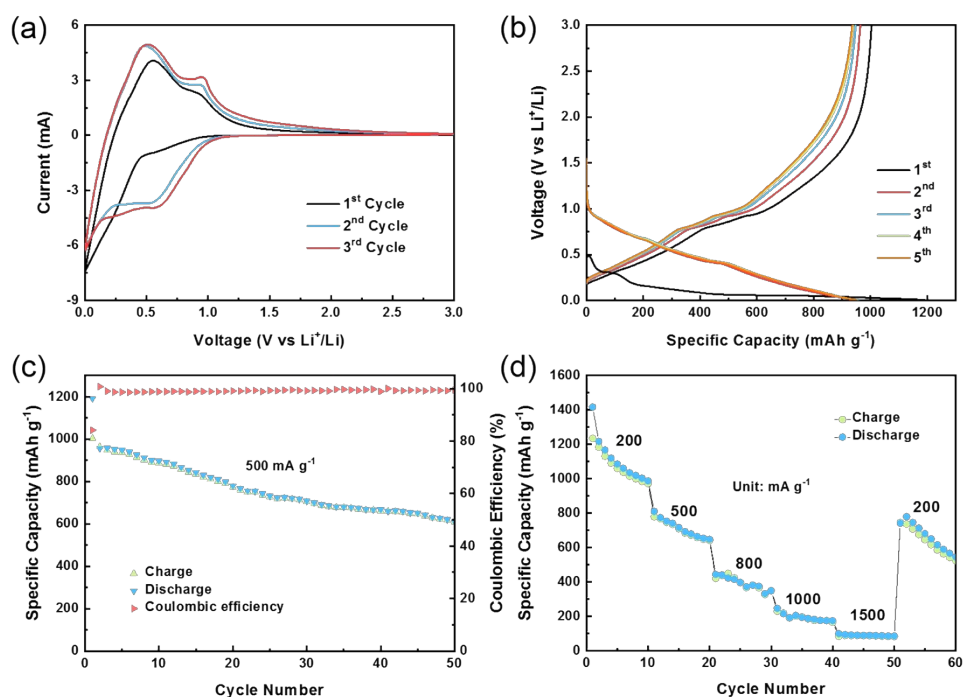 (a)
6
3
0
-3
-6
-9
0.0
0.5
1.0
1.5
2.0
2.5
3.0
Current (mA)
Voltage (V vs Li⁺/Li)
1ˢᵗ Cycle
2ⁿᵈ Cycle
3ʳᵈ Cycle
(b)
3.0
2.5
2.0
1.5
1.0
0.5
0.0
0
200
400
600
800
1000
1200
Voltage (V vs Li⁺/Li)
Specific Capacity (mAh g⁻¹)
1ˢᵗ
2ⁿᵈ
3ʳᵈ
4ᵗʰ
5ᵗʰ
(c)
1200
1000
800
600
400
200
0
0
10
20
30
40
50
100
80
60
40
20
0
Specific Capacity (mAh g⁻¹)
Coulombic Efficiency (%)
500 mA g⁻¹
Charge
Discharge
Coulombic efficiency
Cycle Number
(d)
1600
1400
1200
1000
800
600
400
200
0
0
10
20
30
40
50
60
Specific Capacity (mAh g⁻¹)
Charge
Discharge
200
Unit: mA g⁻¹
500
800
1000
1500
200
Cycle Number